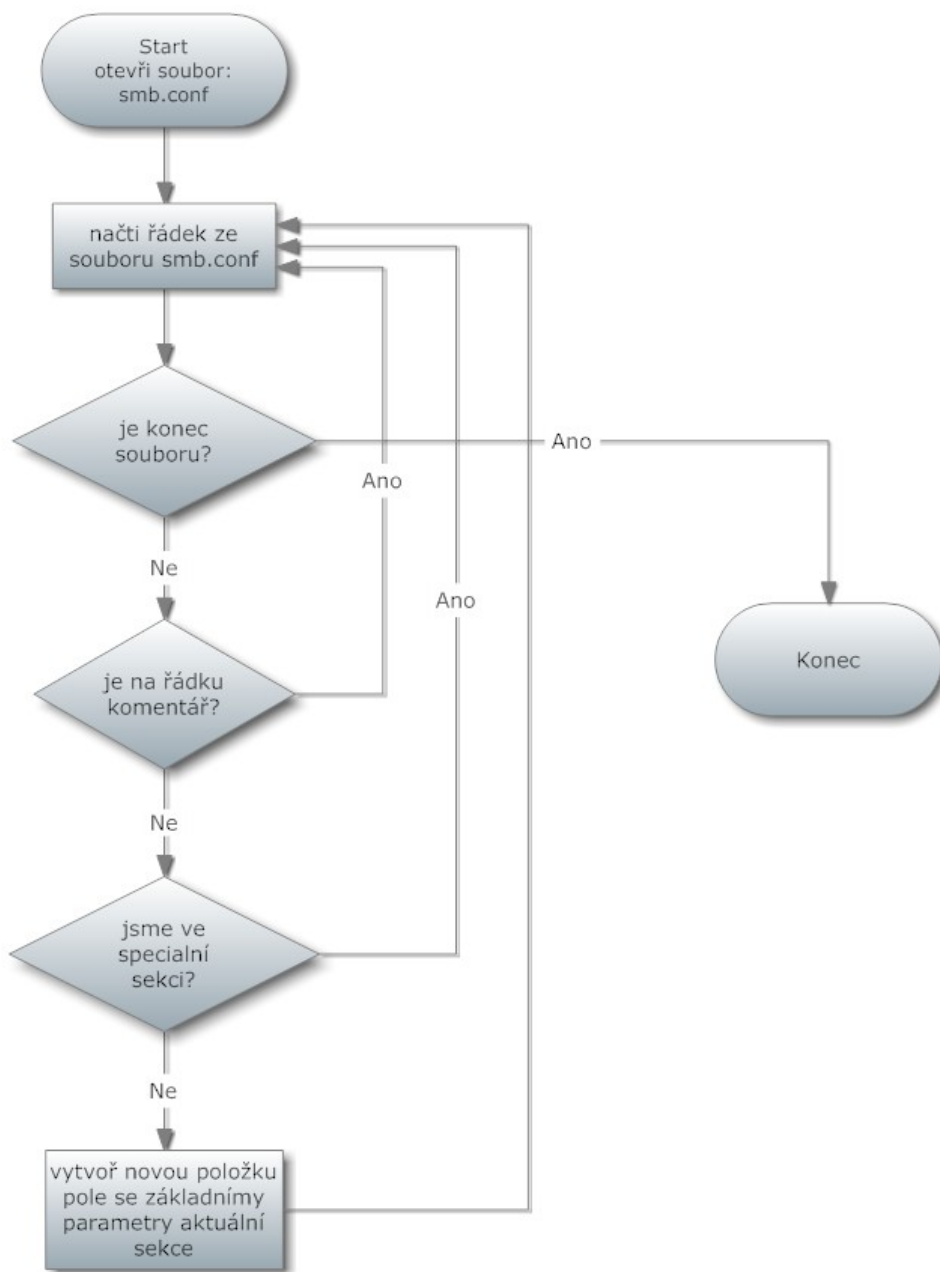 Start
otevři soubor:
smb.conf
načti řádek ze
souboru smb.conf
je konec
souboru?
Ano
Ano
Ne
Ano
je na řádku
komentář?
Konec
Ne
jsme ve
specialní
sekci?
Ne
vytvoř novou položku
pole se základnímy
parametry aktuální
sekce